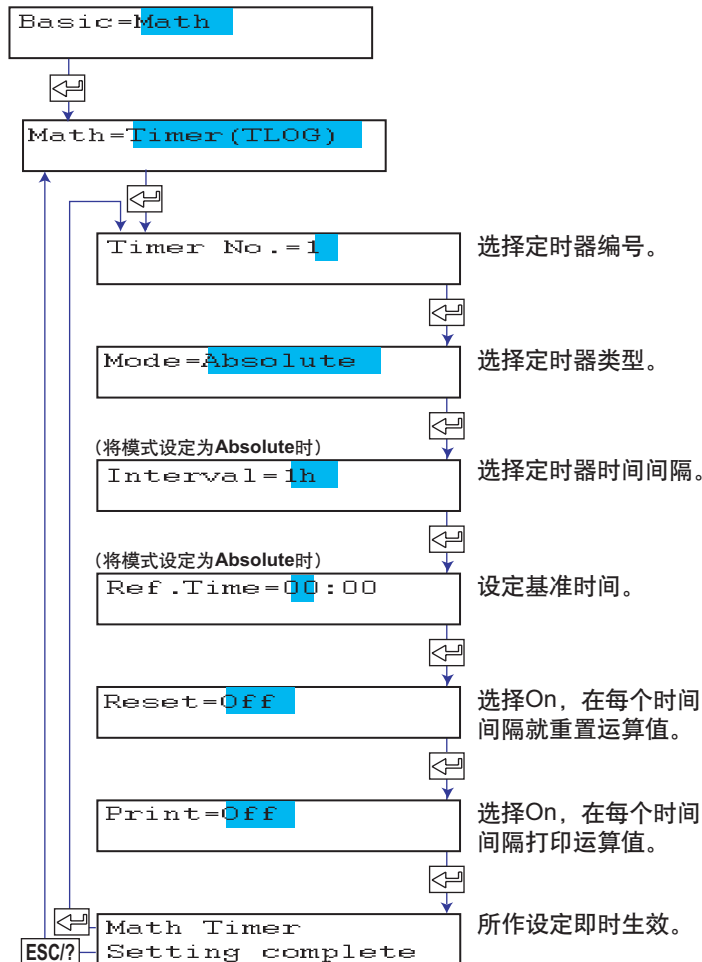 Basic=Math
Math=Timer(TLOG)
Timer No.=1
选择定时器编号。
Mode=Absolute
选择定时器类型。
(将模式设定为Absolute时)
Interval=1h
选择定时器时间间隔。
(将模式设定为Absolute时)
Ref.Time=00:00
设定基准时间。
Reset=Off
选择On，在每个时间
间隔就重置运算值。
Print=Off
选择On，在每个时间
间隔打印运算值。
Math Timer
所作设定即时生效。
ESC/?
Setting complete